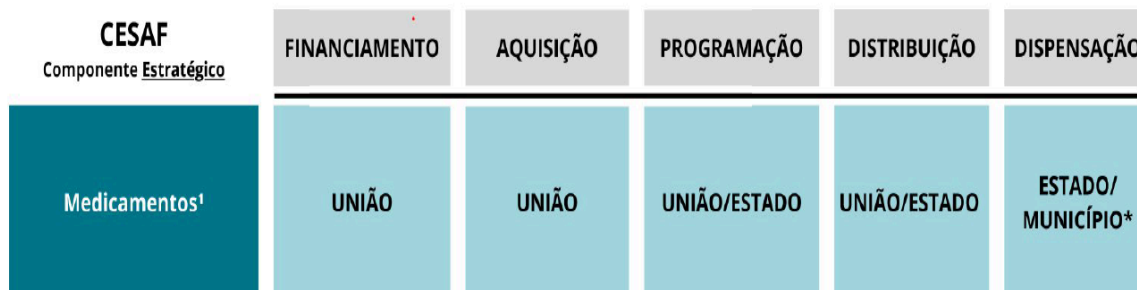 CESAF
Componente Estratégico
FINANCIAMENTO
AQUISIÇÃO
PROGRAMAÇÃO
DISTRIBUIÇÃO
DISPENSAÇÃO
Medicamentos¹
UNIÃO
UNIÃO
UNIÃO/ESTADO
UNIÃO/ESTADO
ESTADO/
MUNICÍPIO*